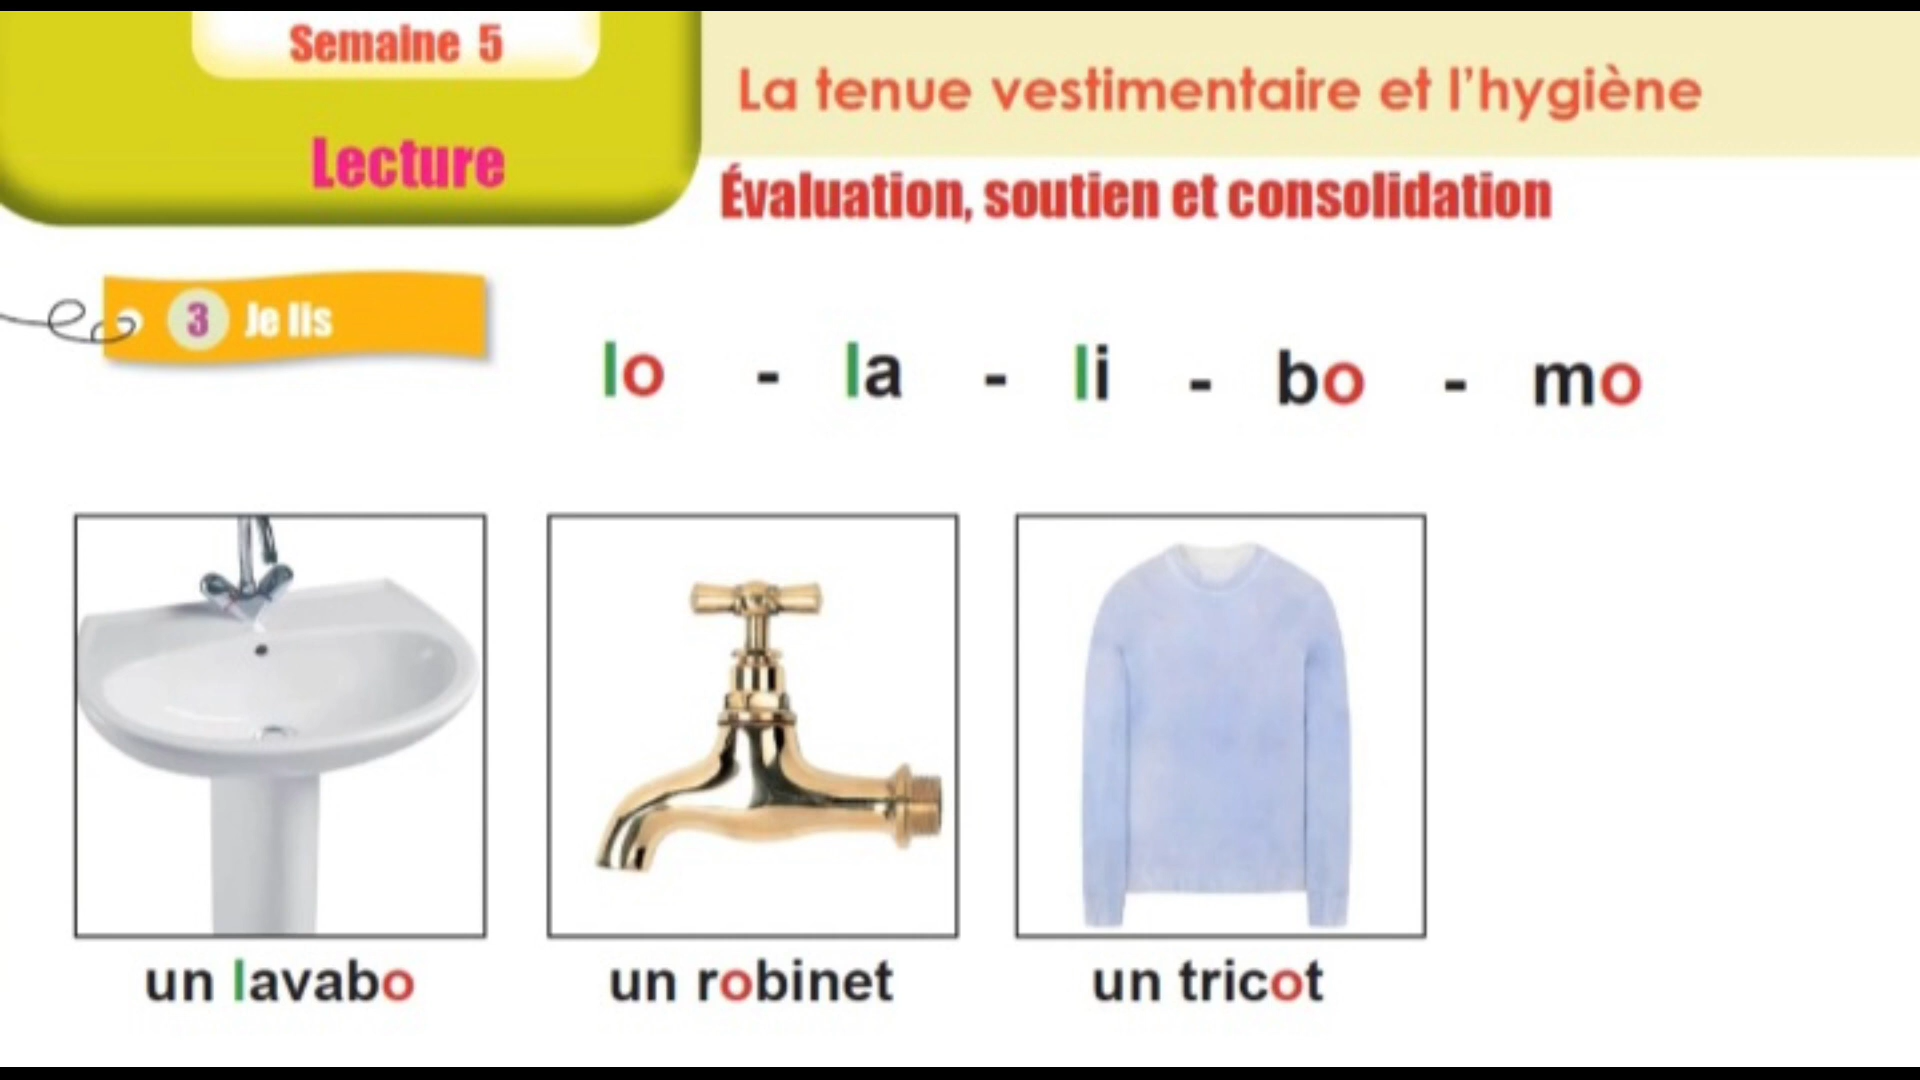 Semaine 5
La tenue vestimentaire et l'hygiène
Lecture
Évaluation, soutien et consolidation
3 Je lis
lo - la - li - bo - mo
un lavabo un robinet un tricot